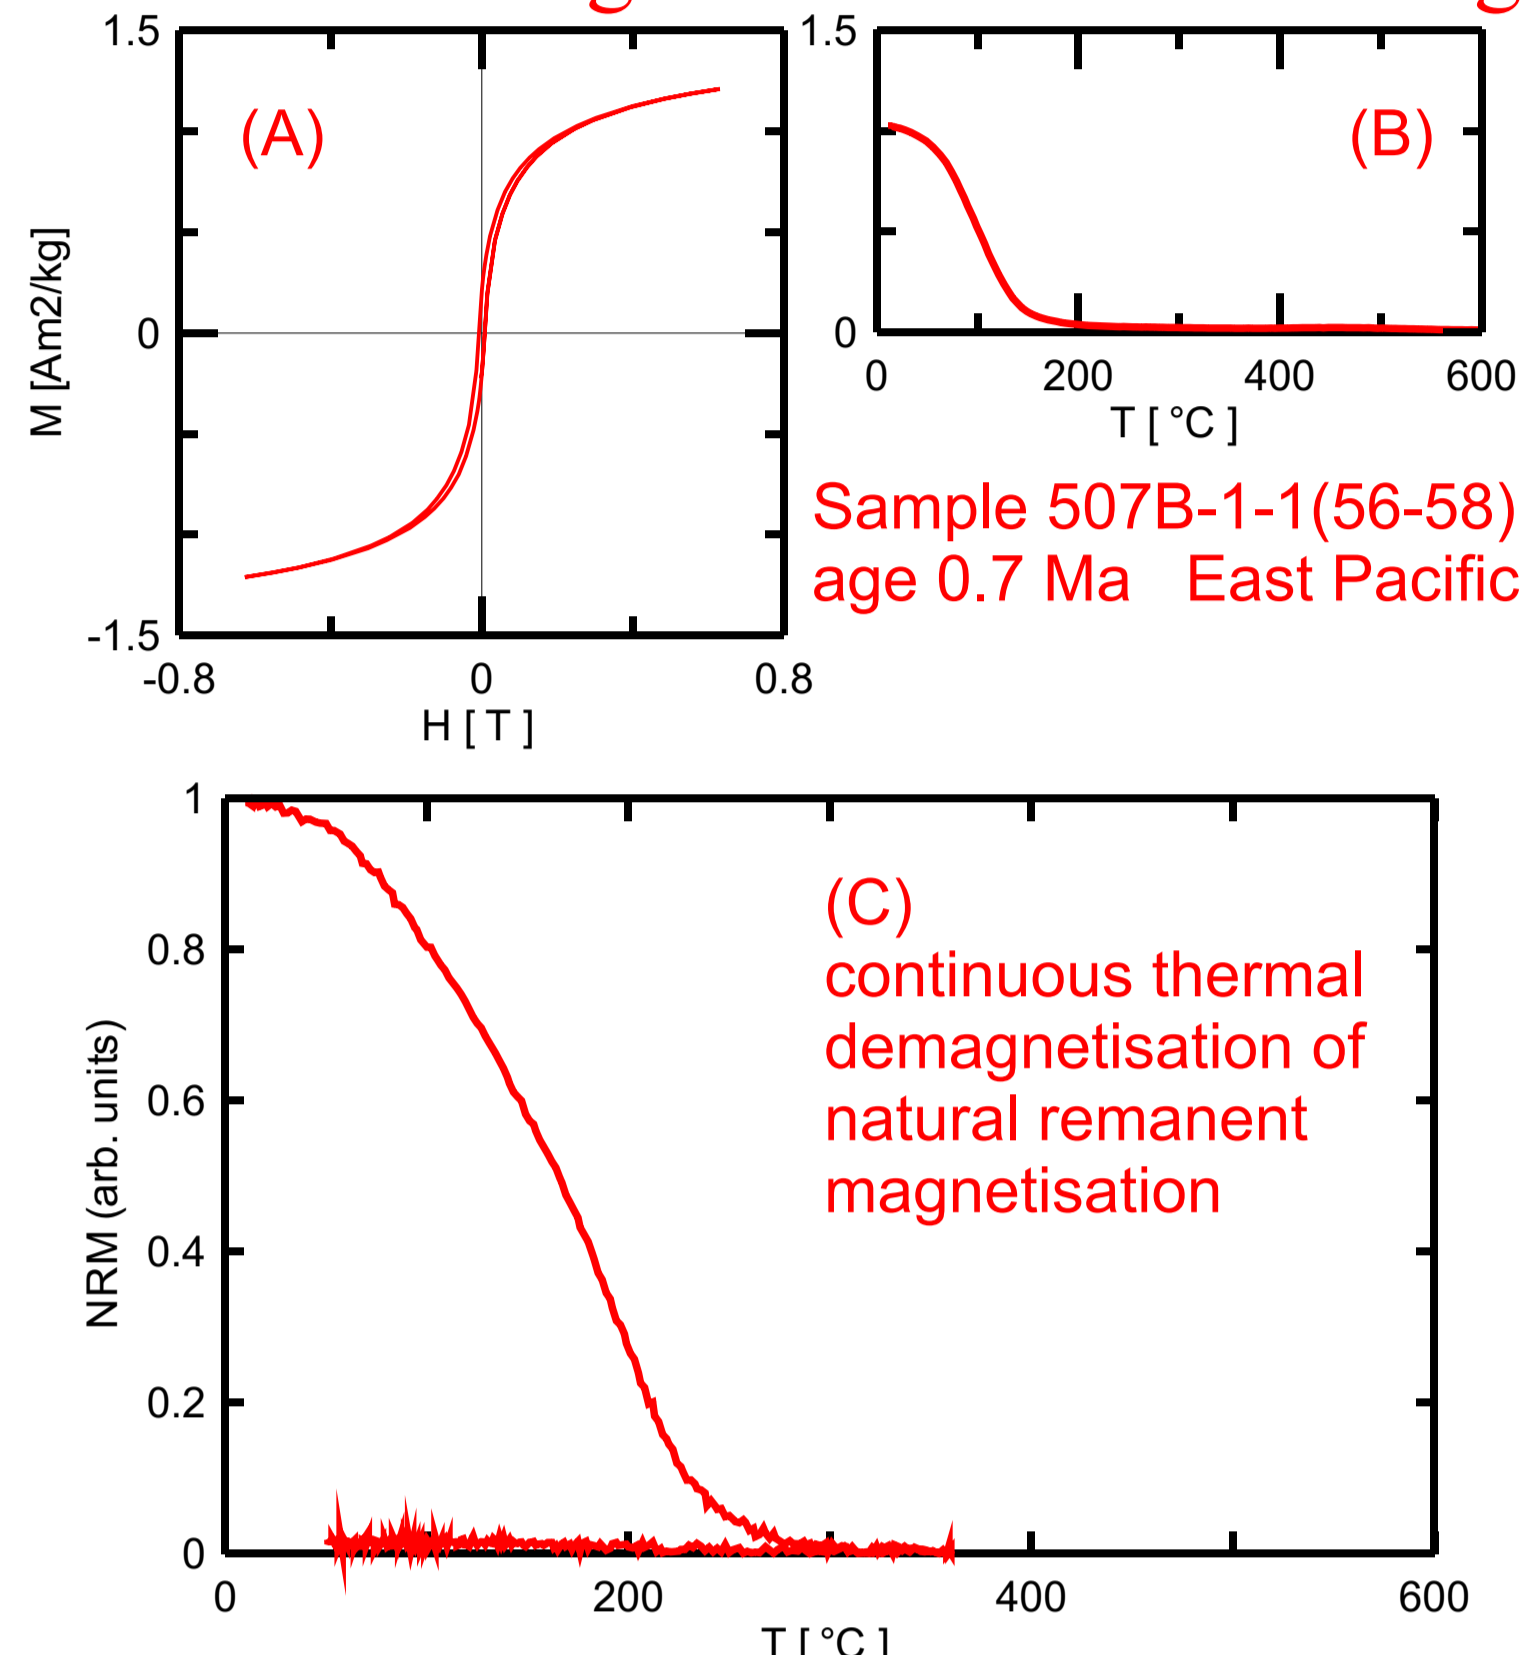 1.5
(A)
M [Am2/kg]
0
-1.5
-0.8
0
0.8
H [ T ]
1.5
(B)
0
0
200
400
600
T [ °C ]
Sample 507B-1-1(56-58)
age 0.7 Ma East Pacific
1
0.8
0.6
0.4
0.2
0
NRM (arb. units)
(C)
continuous thermal
demagnetisation of
natural remanent
magnetisation
0
200
400
600
T [ °C ]